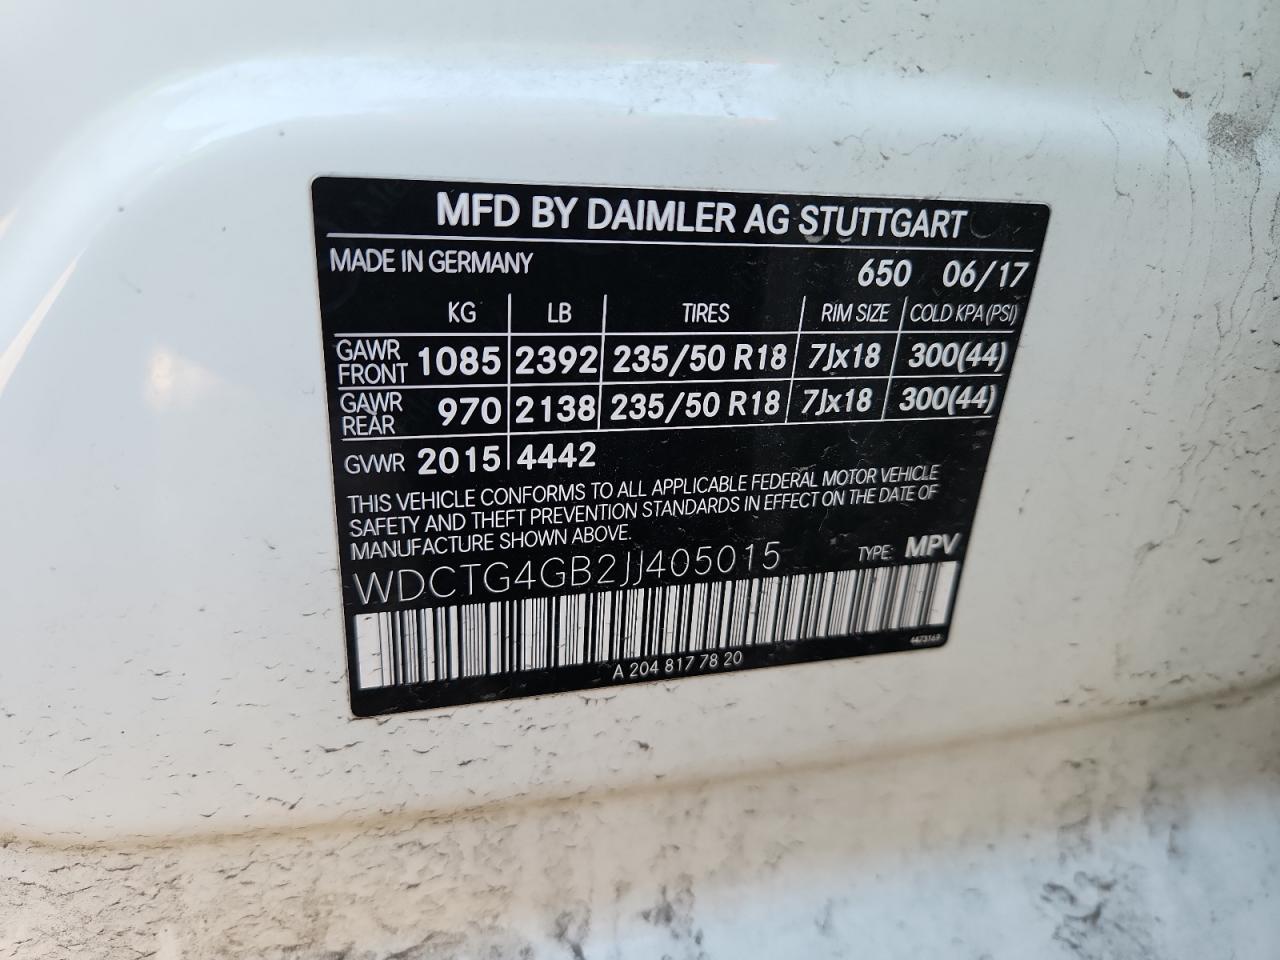 MFD BY DAIMLER AG STUTTGART
MADE IN GERMANY 650 06/17
KG LB TIRES RIM SIZE COLD KPA (PSI)
GAWR FRONT 1085 2392 235/50 R18 7Jx18 300(44)
GAWR REAR 970 2138 235/50 R18 7Jx18 300(44)
GVWR 2015 4442
THIS VEHICLE CONFORMS TO ALL APPLICABLE FEDERAL MOTOR VEHICLE
SAFETY AND THEFT PREVENTION STANDARDS IN EFFECT ON THE DATE OF
MANUFACTURE SHOWN ABOVE.
WDCTG4GB2JJ405015 TYPE: MPV
A 204 817 78 20 4473169